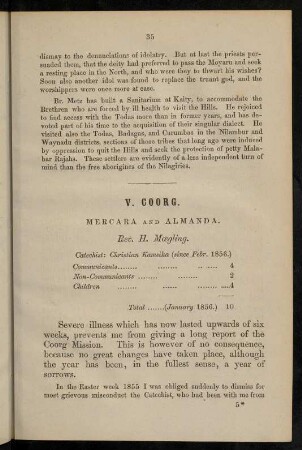 35
dismay to the denunciations of idolatry. But at last the priests per-
suaded them, that the deity had preferred to pass the Moyaru and seek
a resting place in the North, and who were they to thwart his wishes?
Soon also another idol was found to replace the truant god, and the
worshippers were once more at ease.
Br. Metz has built a Sanitarium at Kaity, to accommodate the
Brethren who are forced by ill health to visit the Hills. He rejoiced
to find access with the Todas more than in former years, and has de-
voted part of his time to the acquisition of their singular dialect. He
visited also the Todas, Badagas, and Curumbas in the Nilambur and
Waynadu districts, sections of those tribes that long ago were induced
by oppression to quit the Hills and seek the protection of petty Mala-
bar Rajahs. These settlers are evidently of a less independent turn of
mind than the free aborigines of the Nilagiries.
V. COORG.
MERCARA AND ALMANDA.
Rev. H. Mœgling.
Catechist: Christian Kamsika (since Febr. 1856.)
Communicants........ ........ .. ..... 4
Non-Communicants ....... ........ 2
Children ........ ........ ........ ....4
Total ......(January 1856.) 10
Severe illness which has now lasted upwards of six
weeks, prevents me from giving a long report of the
Coorg Mission. This is however of no consequence,
because no great changes have taken place, although
the year has been, in the fullest sense, a year of
sorrows.
In the Easter week 1855 I was obliged suddenly to dismiss for
most grievous misconduct the Catechist, who had been with me from
5*